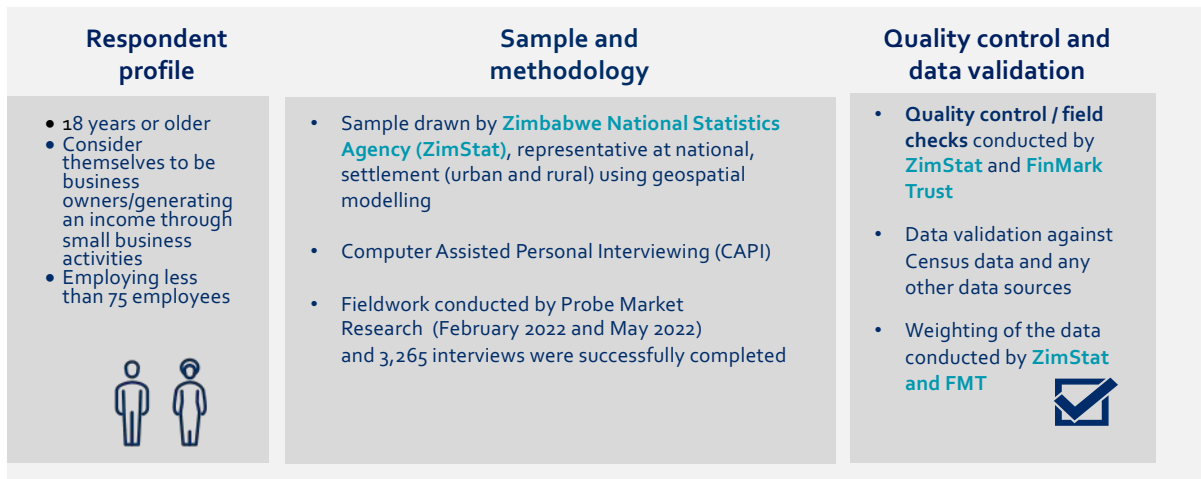 Respondent
profile
• 18 years or older
• Consider
themselves to be
business
owners/generating
an income through
small business
activities
• Employing less
than 75 employees
Sample and
methodology
• Sample drawn by Zimbabwe National Statistics
Agency (ZimStat), representative at national,
settlement (urban and rural) using geospatial
modelling
• Computer Assisted Personal Interviewing (CAPI)
• Fieldwork conducted by Probe Market
Research (February 2022 and May 2022)
and 3,265 interviews were successfully completed
Quality control and
data validation
• Quality control / field
checks conducted by
ZimStat and FinMark
Trust
• Data validation against
Census data and any
other data sources
• Weighting of the data
conducted by ZimStat
and FMT